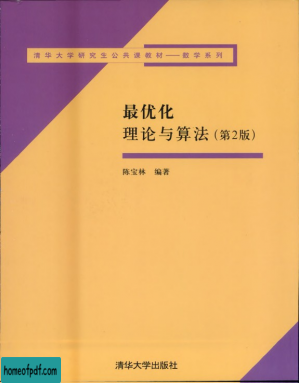 清华大学研究生公共课教材——数学系列
最优化
理论与算法(第2版)
陈宝林 编著
清华大学出版社
homeofpdf.com